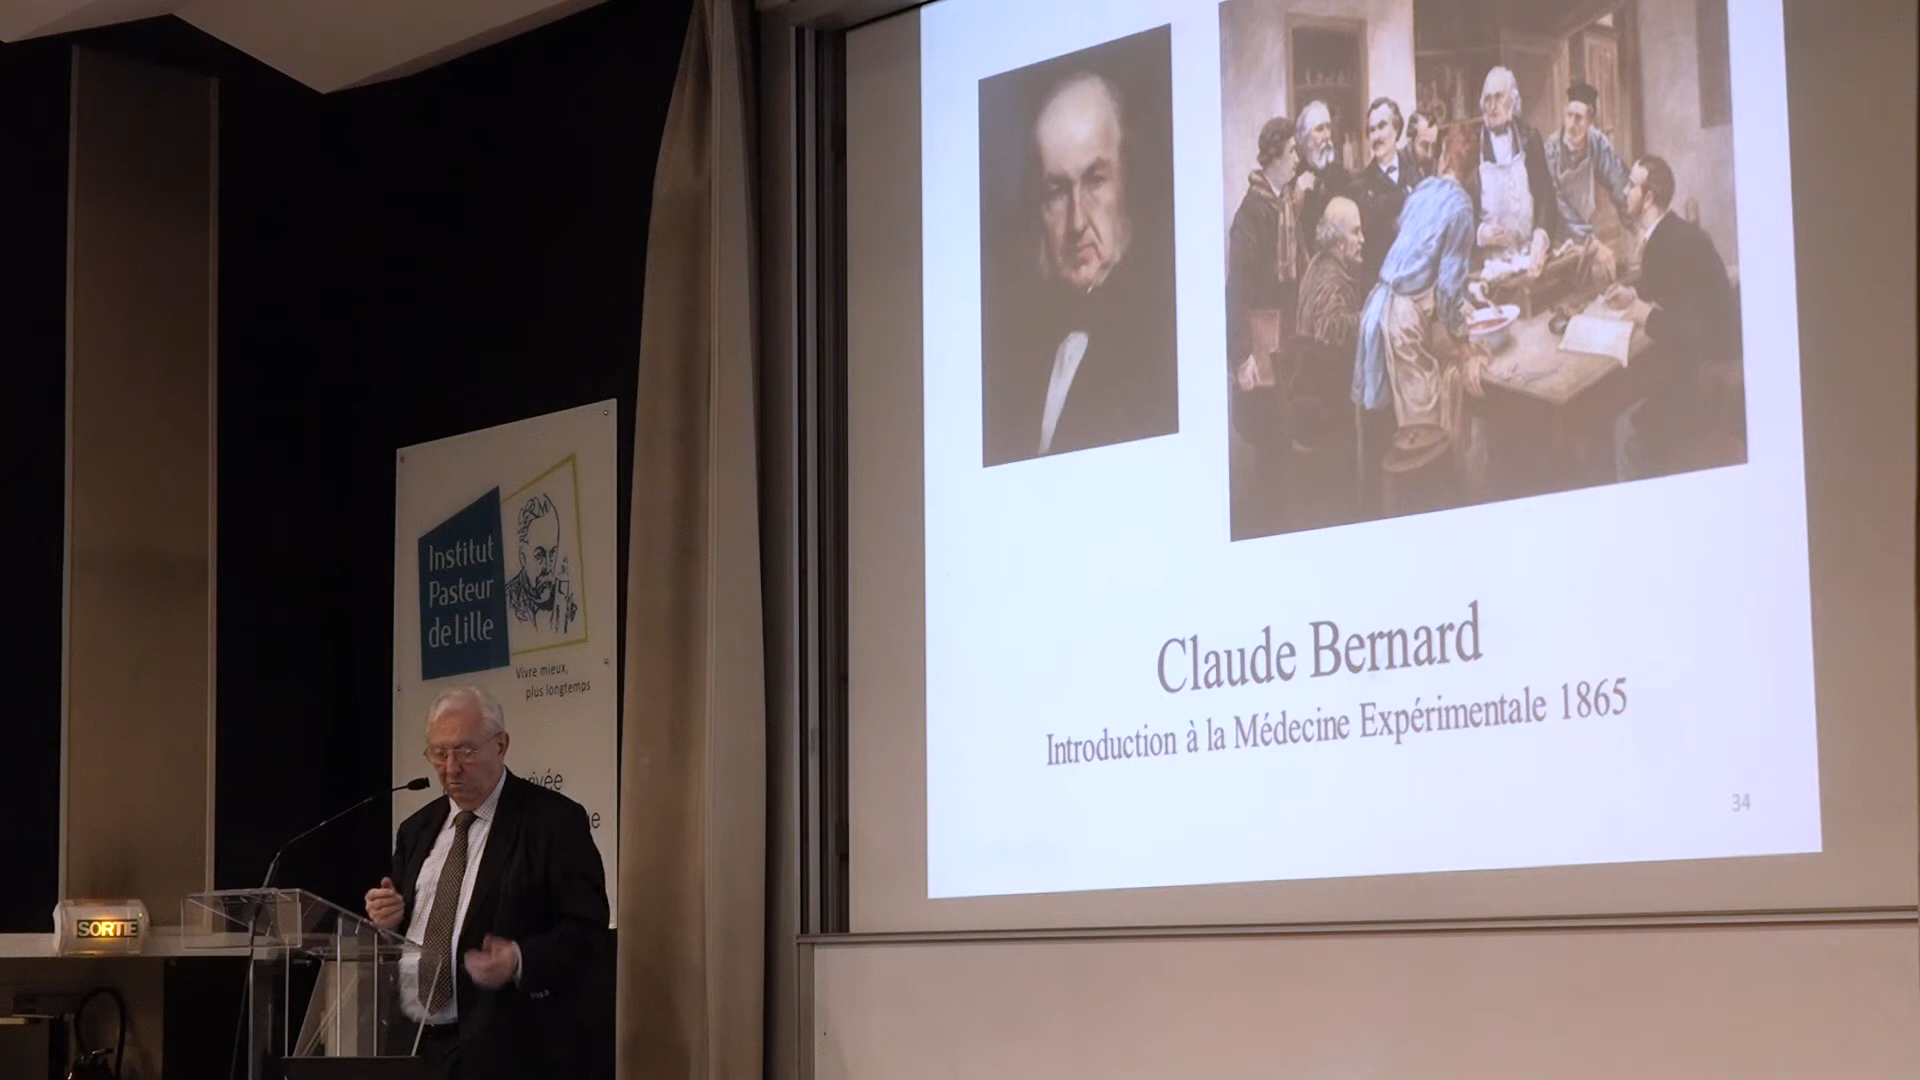 Institut
Pasteur
de Lille
Vivre mieux,
plus longtemps
SORTIE
Claude Bernard
Introduction à la Médecine Expérimentale 1865
34